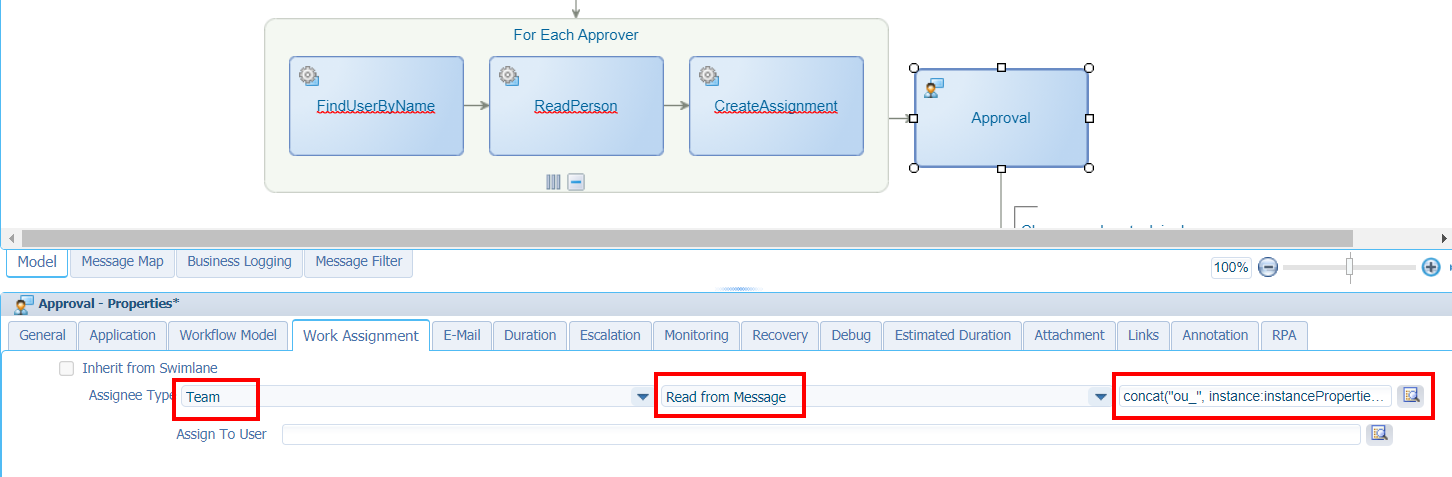 For Each Approver
FindUserByName
ReadPerson
CreateAssignment
Approval
Model
Message Map
Business Logging
Message Filter
100%
Approval - Properties*
General
Application
Workflow Model
Work Assignment
E-Mail
Duration
Escalation
Monitoring
Recovery
Debug
Estimated Duration
Attachment
Links
Annotation
RPA
Inherit from Swimlane
Assignee Type
Team
Read from Message
concat("ou_", instance:instancePropertie…
Assign To User